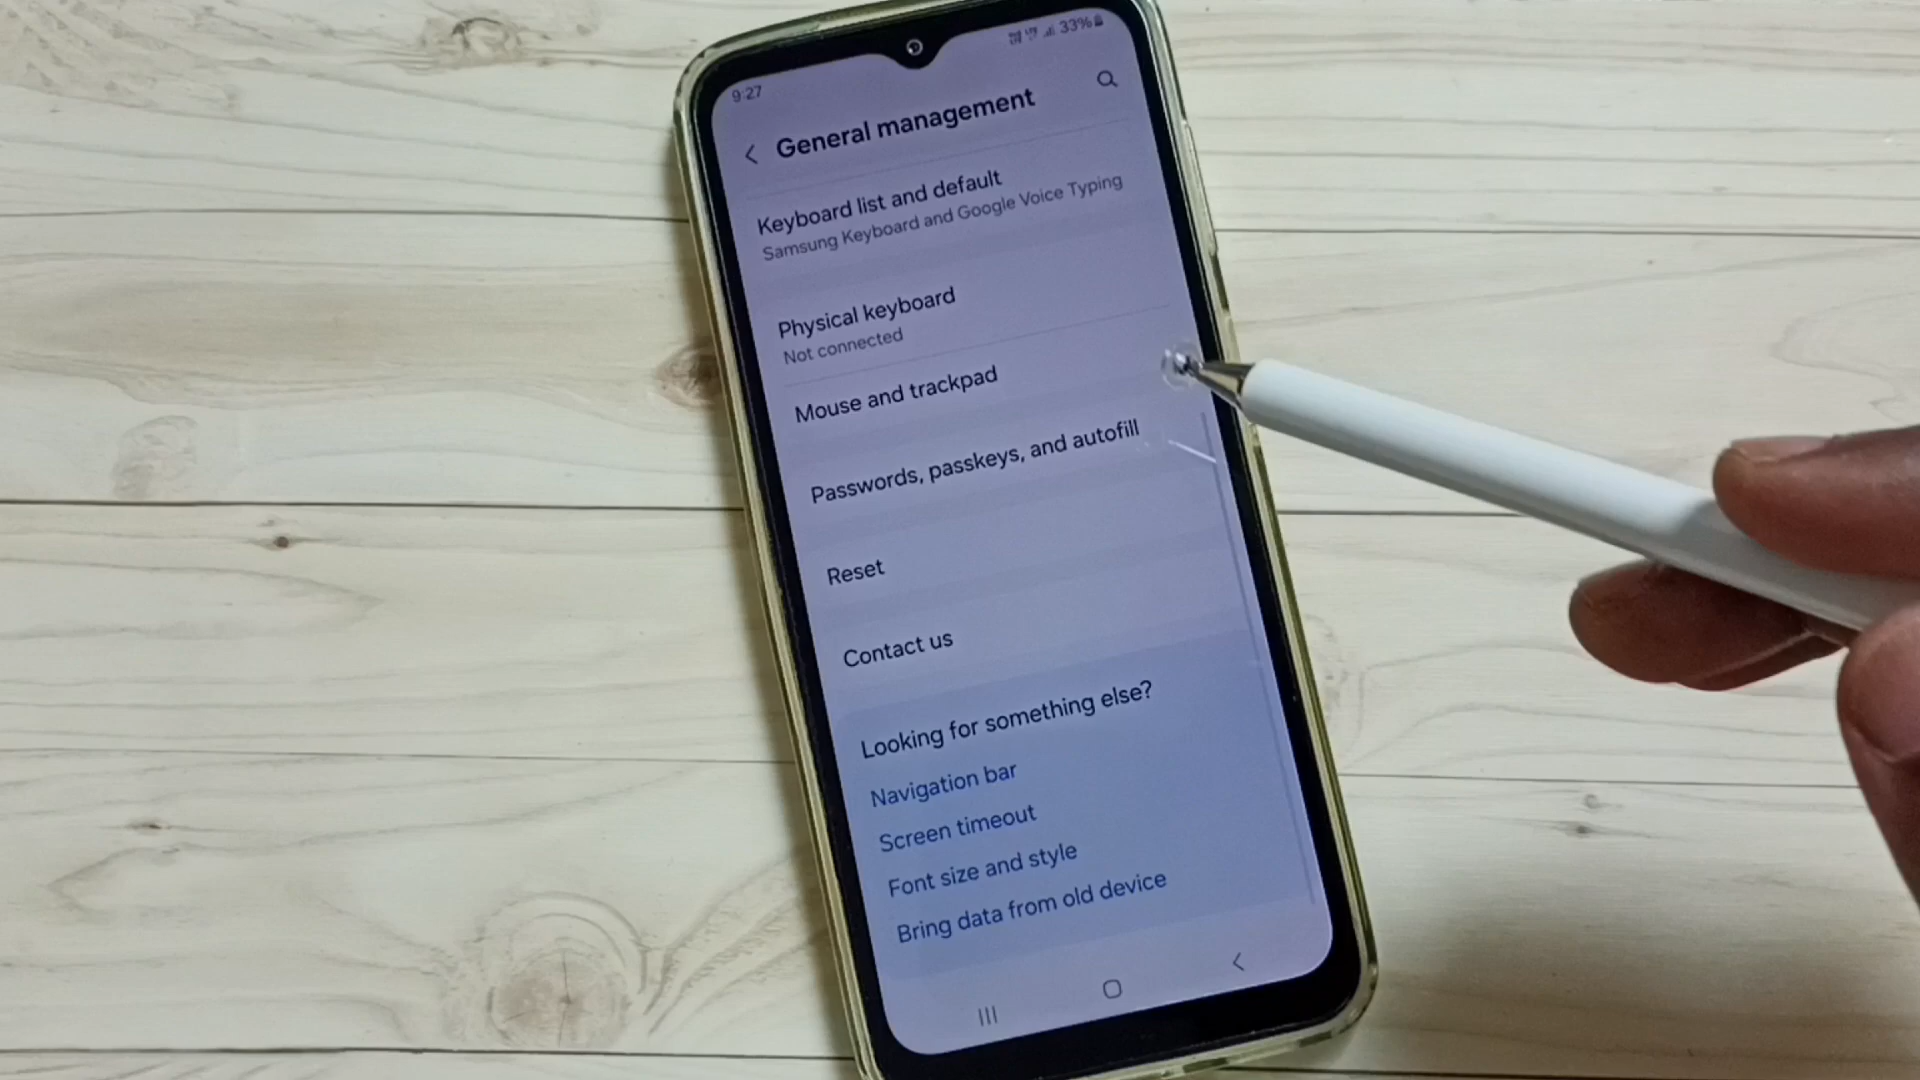 9:27
33%
General management
Keyboard list and default
Samsung Keyboard and Google Voice Typing
Physical keyboard
Not connected
Mouse and trackpad
Passwords, passkeys, and autofill
Reset
Contact us
Looking for something else?
Navigation bar
Screen timeout
Font size and style
Bring data from old device